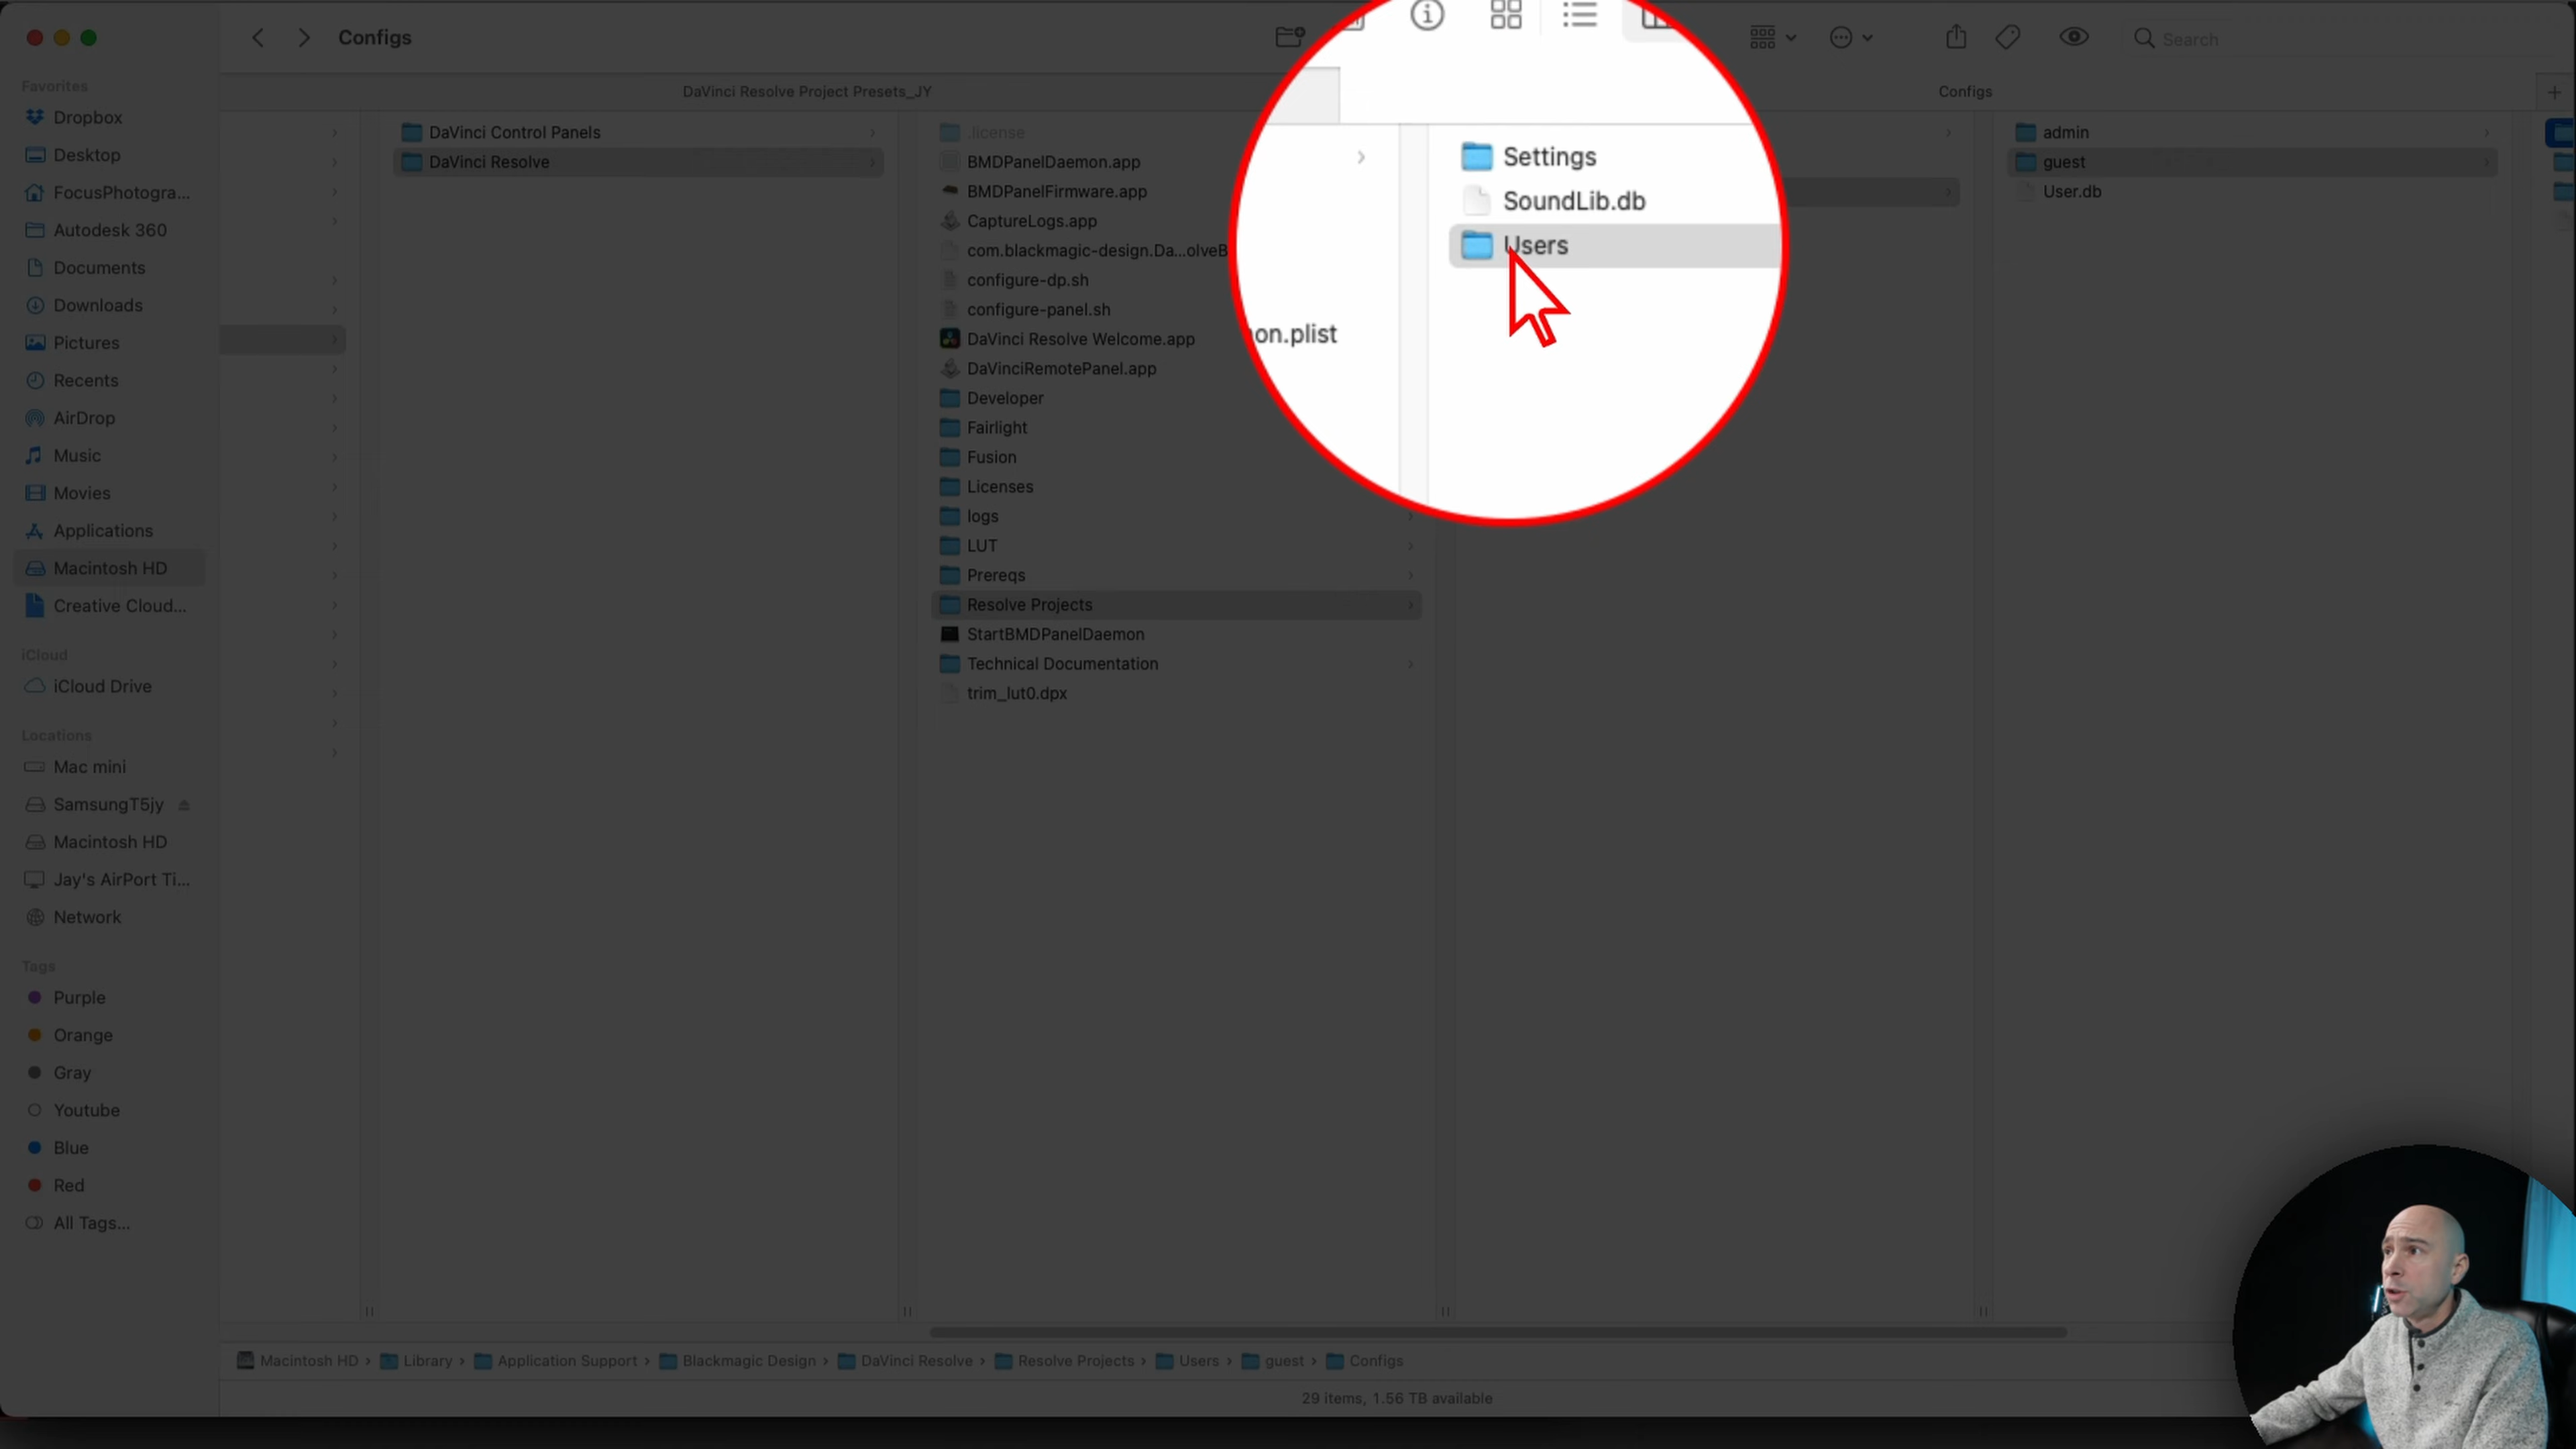 Configs
Search
DaVinci Resolve Project Presets_JY
Configs
Favorites
Dropbox
Desktop
FocusPhotogra...
Autodesk 360
Documents
Downloads
Pictures
Recents
AirDrop
Music
Movies
Applications
Macintosh HD
Creative Cloud...
iCloud
iCloud Drive
Locations
Mac mini
SamsungT5jy
Macintosh HD
Jay's AirPort Ti...
Network
Tags
Purple
Orange
Gray
Youtube
Blue
Red
All Tags...
DaVinci Control Panels
DaVinci Resolve
.license
BMDPanelDaemon.app
BMDPanelFirmware.app
CaptureLogs.app
com.blackmagic-design.Da...olveB
configure-dp.sh
configure-panel.sh
DaVinci Resolve Welcome.app
DaVinciRemotePanel.app
Developer
Fairlight
Fusion
Licenses
logs
LUT
Prereqs
Resolve Projects
StartBMDPanelDaemon
Technical Documentation
trim_lut0.dpx
on.plist
Settings
SoundLib.db
Users
admin
guest
User.db
Macintosh HD › Library › Application Support › Blackmagic Design › DaVinci Resolve › Resolve Projects › Users › guest › Configs
29 items, 1.56 TB available